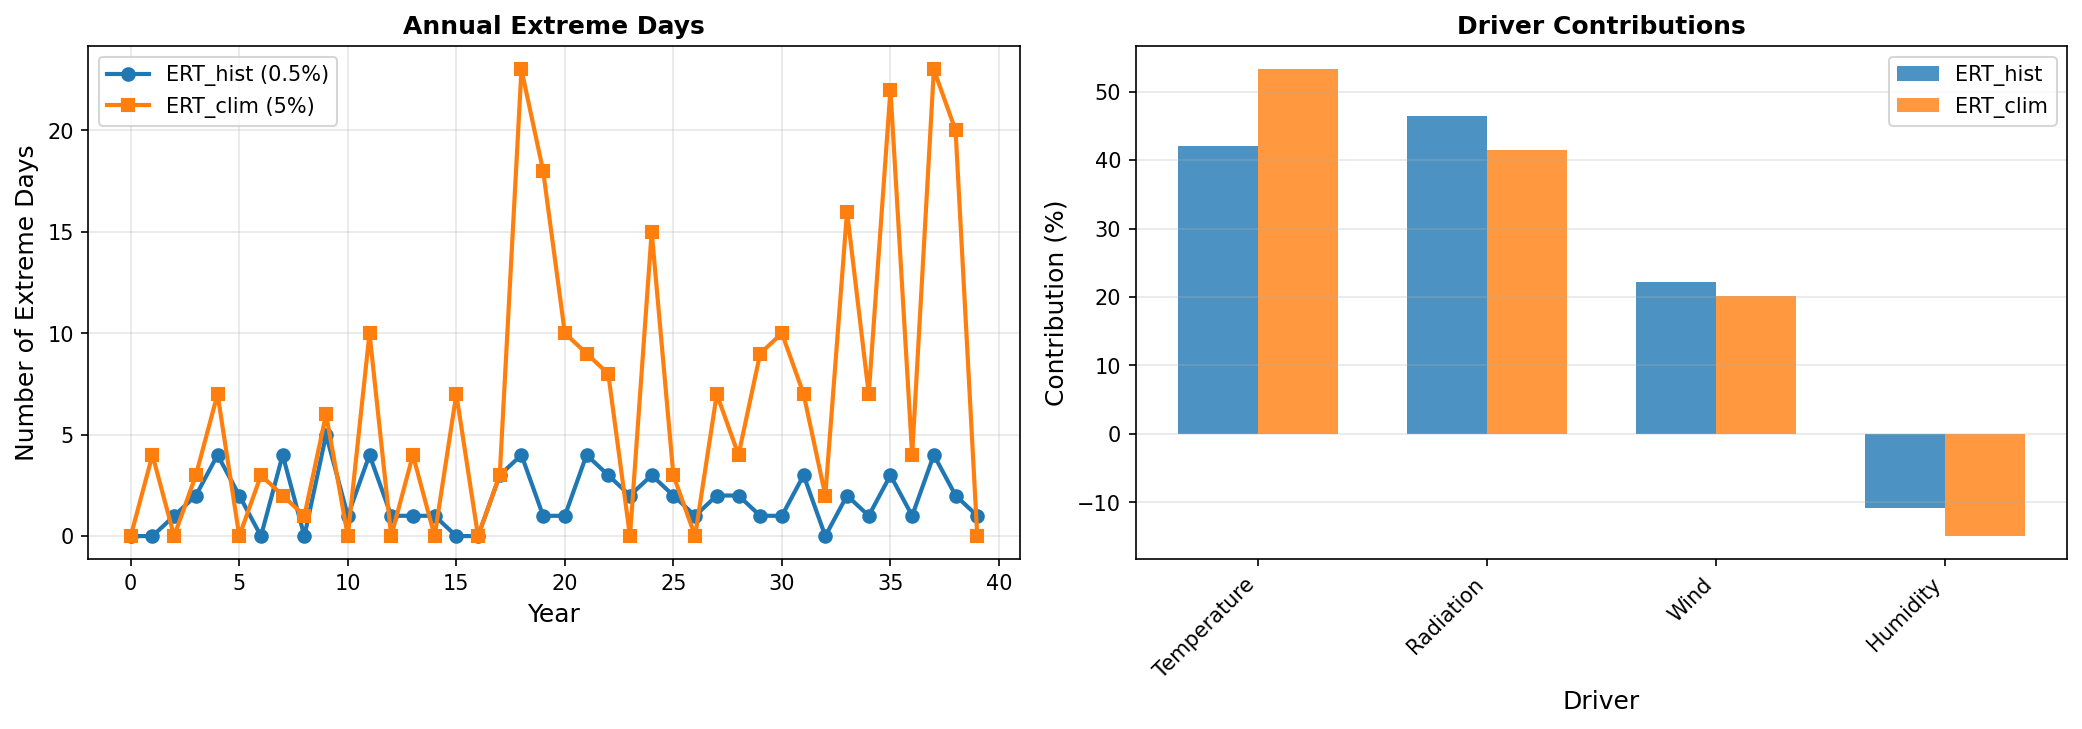 Annual Extreme Days
ERT_hist (0.5%)
ERT_clim (5%)
Number of Extreme Days
20
15
10
5
0
0 5 10 15 20 25 30 35 40
Year
Driver Contributions
ERT_hist
ERT_clim
Contribution (%)
50
40
30
20
10
0
−10
Temperature
Radiation
Wind
Humidity
Driver